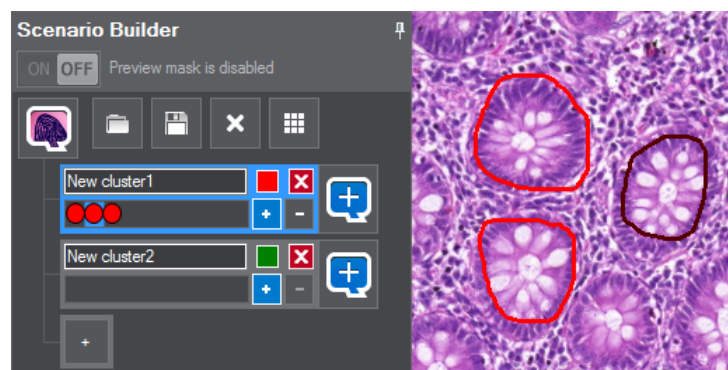 Scenario Builder
ON OFF Preview mask is disabled
New cluster1
+ -
New cluster2
+ -
+